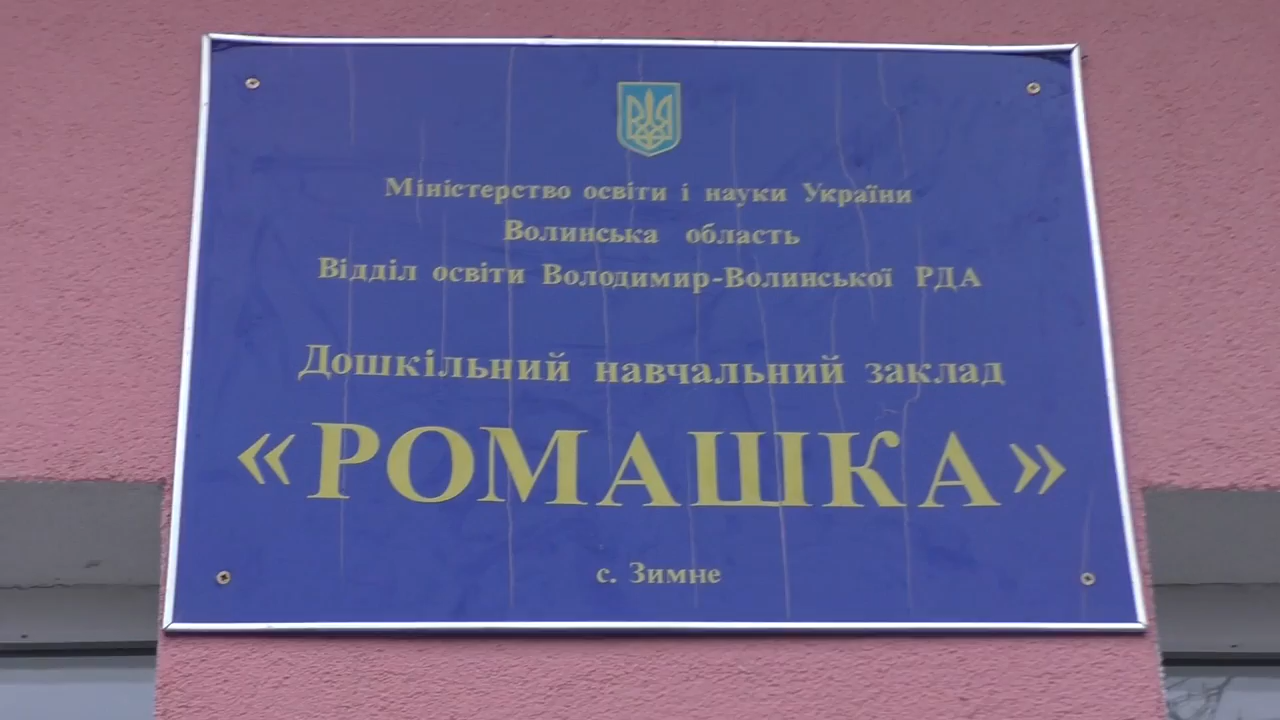 Міністерство освіти і науки України
Волинська область
Відділ освіти Володимир-Волинської РДА
Дошкільний навчальний заклад
«РОМАШКА»
с. Зимне